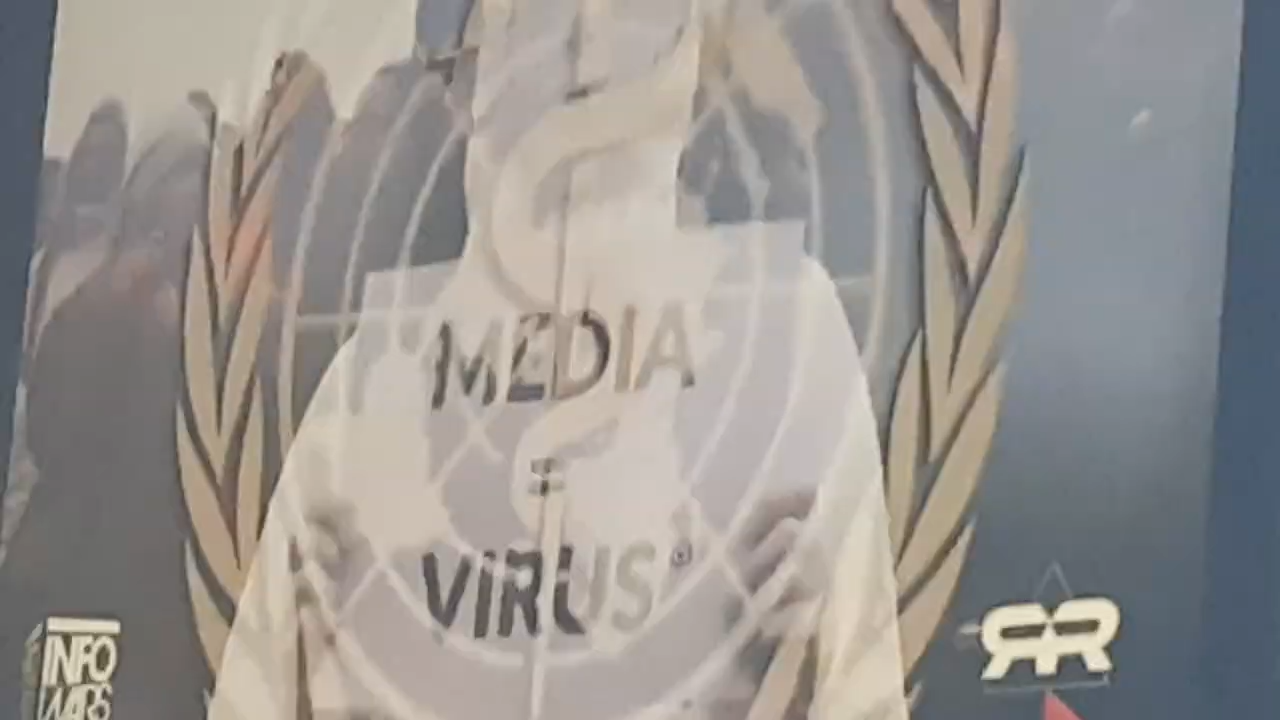 MEDIA
=
VIRUS
INFO
WARS
RR